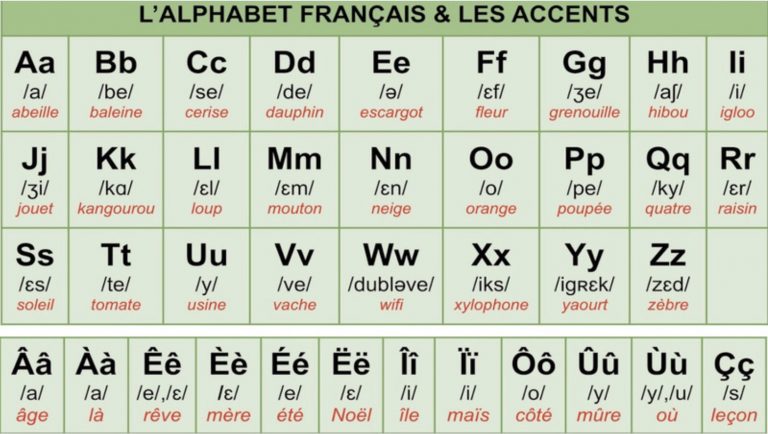 L'ALPHABET FRANÇAIS & LES ACCENTS
Aa Bb Cc Dd Ee Ff Gg Hh Ii
/a/ /be/ /se/ /de/ /ə/ /ɛf/ /ʒe/ /aʃ/ /i/
abeille baleine cerise dauphin escargot fleur grenouille hibou igloo
Jj Kk Ll Mm Nn Oo Pp Qq Rr
/ʒi/ /kɑ/ /ɛl/ /ɛm/ /ɛn/ /o/ /pe/ /ky/ /ɛr/
jouet kangourou loup mouton neige orange poupée quatre raisin
Ss Tt Uu Vv Ww Xx Yy Zz
/ɛs/ /te/ /y/ /ve/ /dubləve/ /iks/ /igʀɛk/ /zɛd/
soleil tomate usine vache wifi xylophone yaourt zèbre
Ââ Àà Êê Èè Éé Ëë Îî Ïï Ôô Ûû Ùù Çç
/a/ /a/ /e/,/ɛ/ /ɛ/ /e/ /ɛ/ /i/ /i/ /o/ /y/ /y/,/u/ /s/
âge là rêve mère été Noël île maïs côté mûre où leçon